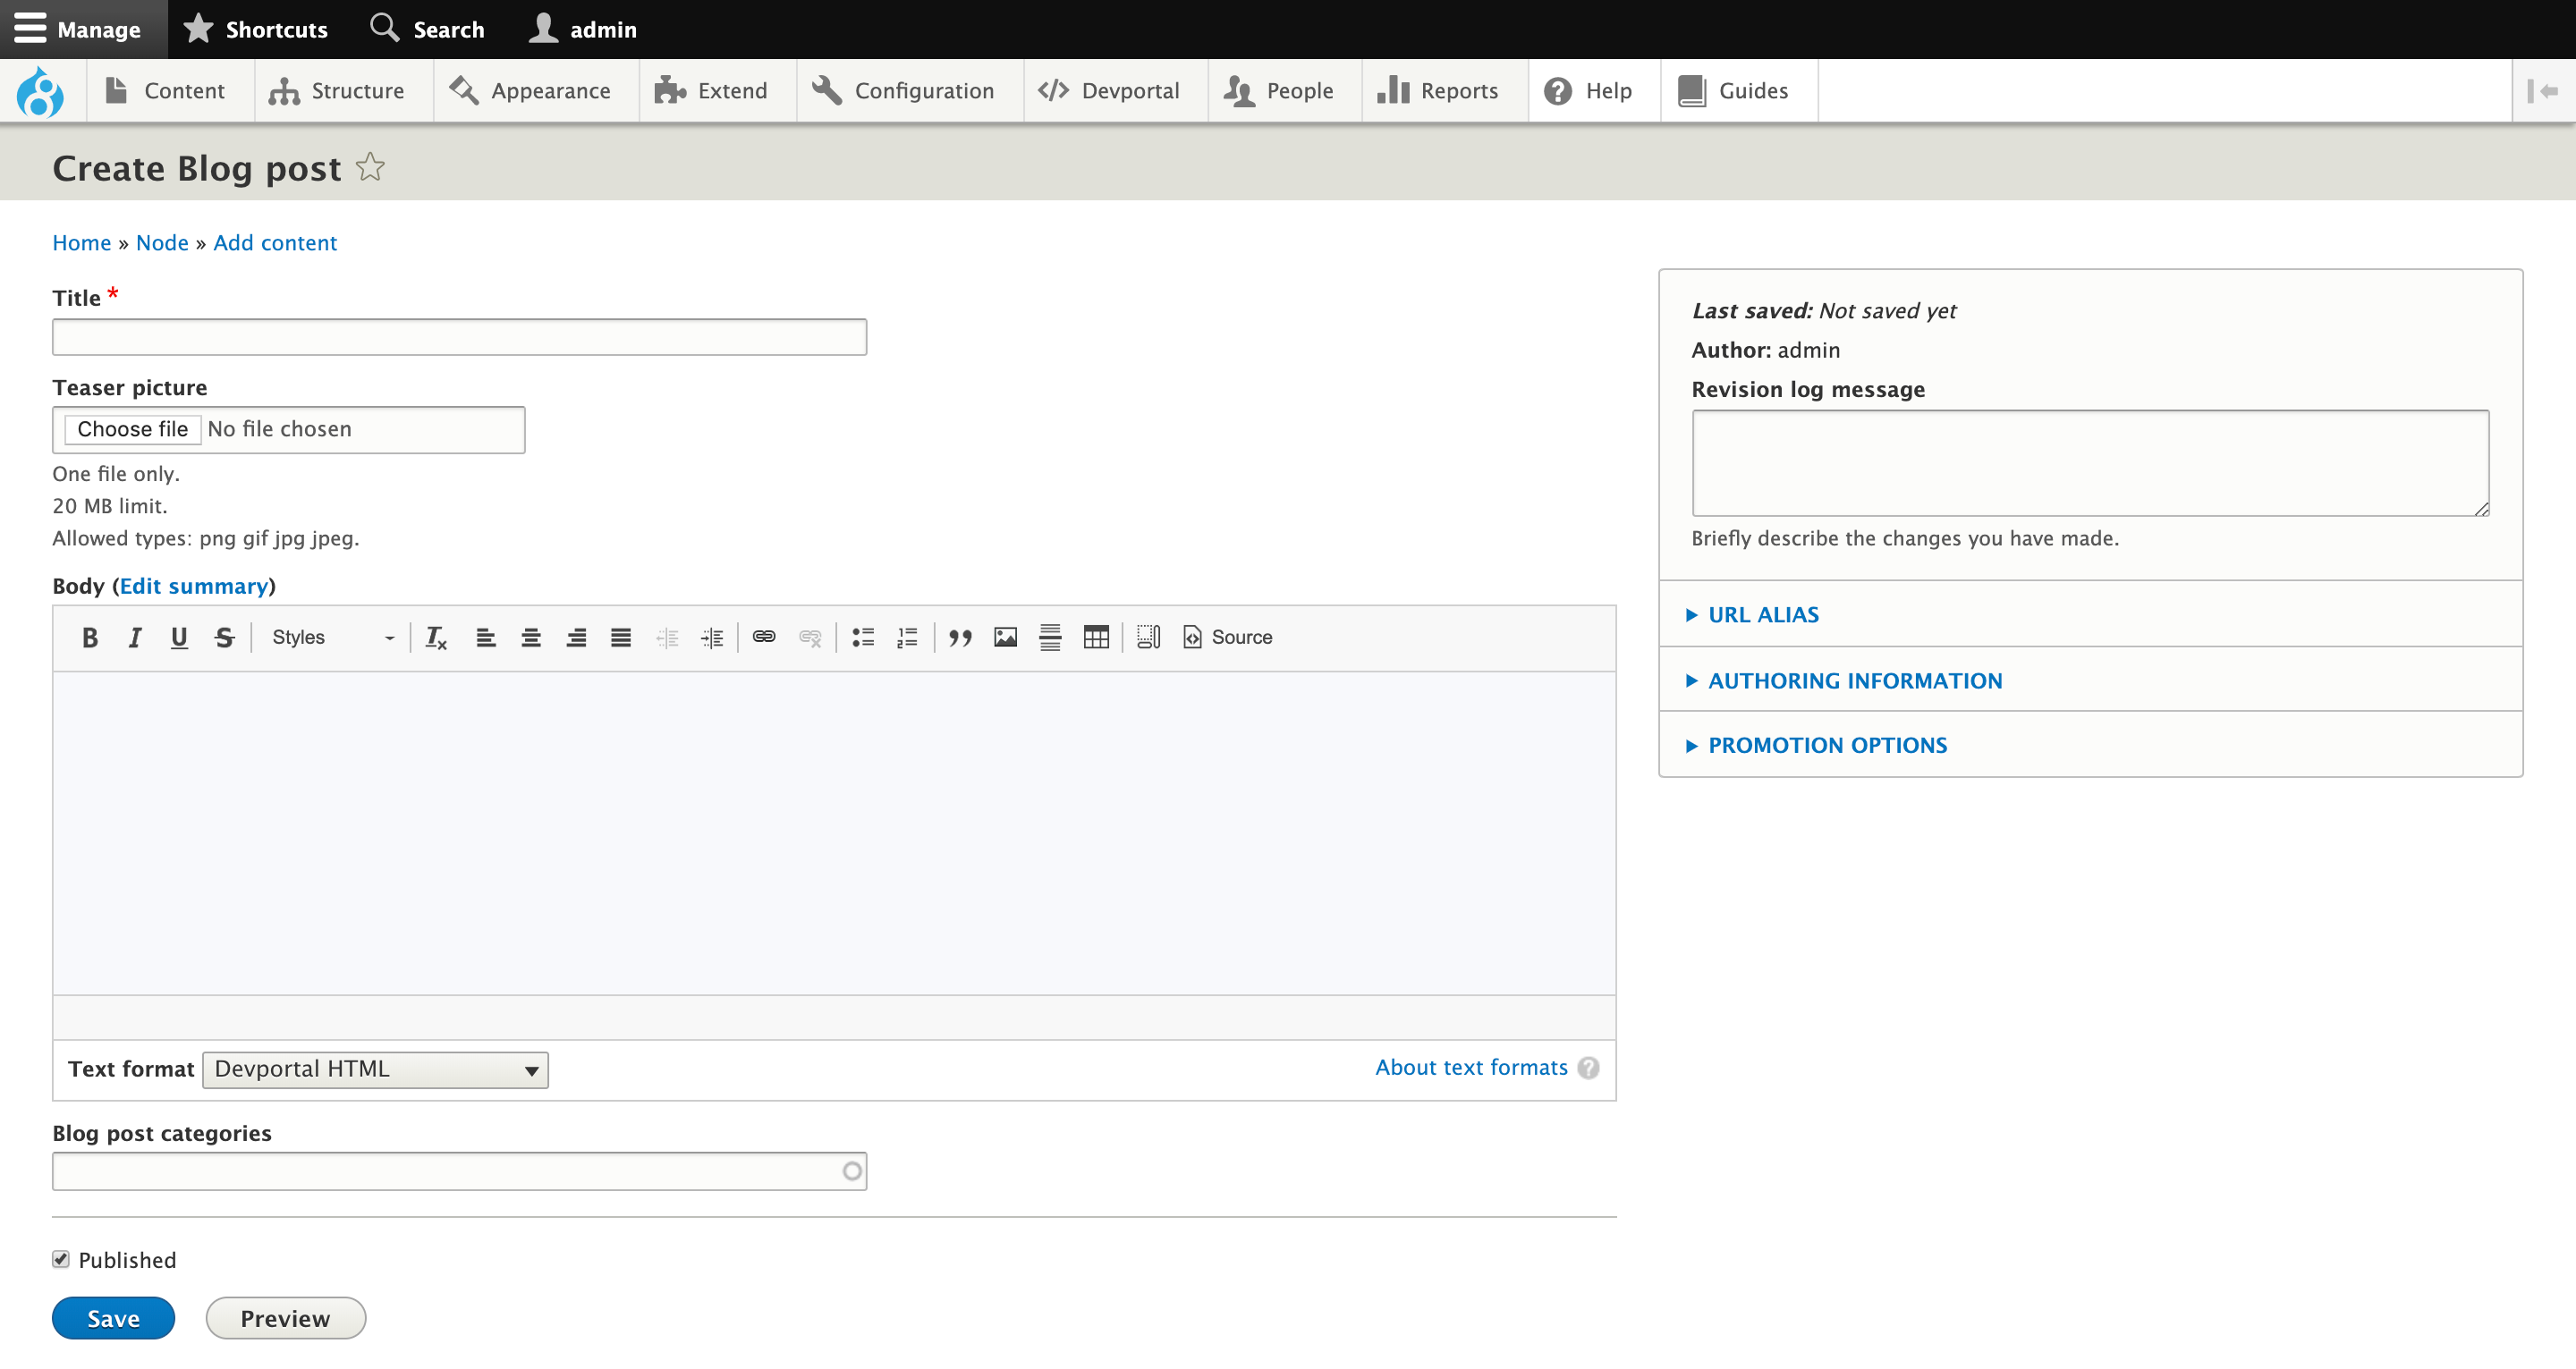 Manage Shortcuts Search admin
Content Structure Appearance Extend Configuration Devportal People Reports Help Guides
Create Blog post
Home » Node » Add content
Title *
Teaser picture
Choose file No file chosen
One file only.
20 MB limit.
Allowed types: png gif jpg jpeg.
Body (Edit summary)
B I U S Styles Source
Text format Devportal HTML
About text formats ?
Blog post categories
Published
Save Preview
Last saved: Not saved yet
Author: admin
Revision log message
Briefly describe the changes you have made.
URL ALIAS
AUTHORING INFORMATION
PROMOTION OPTIONS